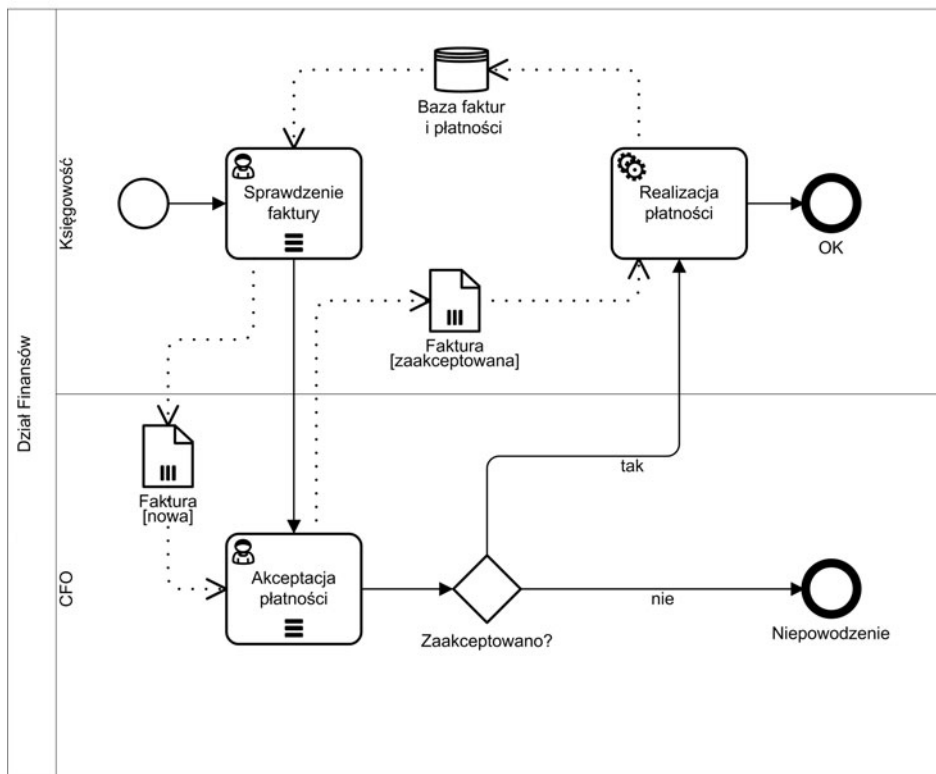 Dział Finansów
Księgowość
Baza faktur
i płatności
Sprawdzenie
faktury
Realizacja
płatności
OK
Faktura
[zaakceptowana]
CFO
Faktura
[nowa]
tak
Akceptacja
płatności
Zaakceptowano?
nie
Niepowodzenie